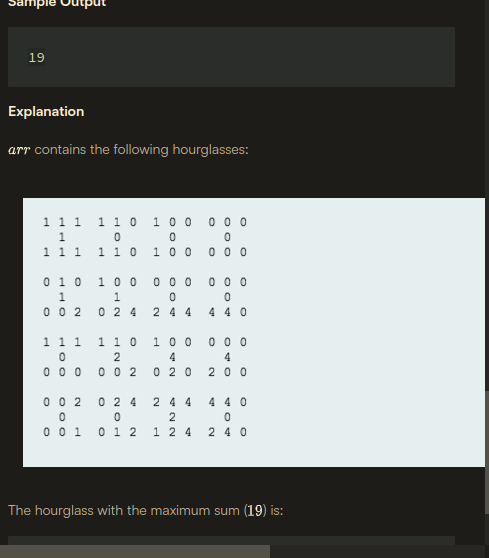 Sample Output
19
Explanation
arr contains the following hourglasses:
1 1 1 1 1 0 1 0 0 0 0 0
1 0 0 0
1 1 1 1 1 0 1 0 0 0 0 0
0 1 0 1 0 0 0 0 0 0 0 0
1 1 0 0
0 0 2 0 2 4 2 4 4 4 4 0
1 1 1 1 1 0 1 0 0 0 0 0
0 2 4 4
0 0 0 0 0 2 0 2 0 2 0 0
0 0 2 0 2 4 2 4 4 4 4 0
0 0 2 0
0 0 1 0 1 2 1 2 4 2 4 0
The hourglass with the maximum sum (19) is: